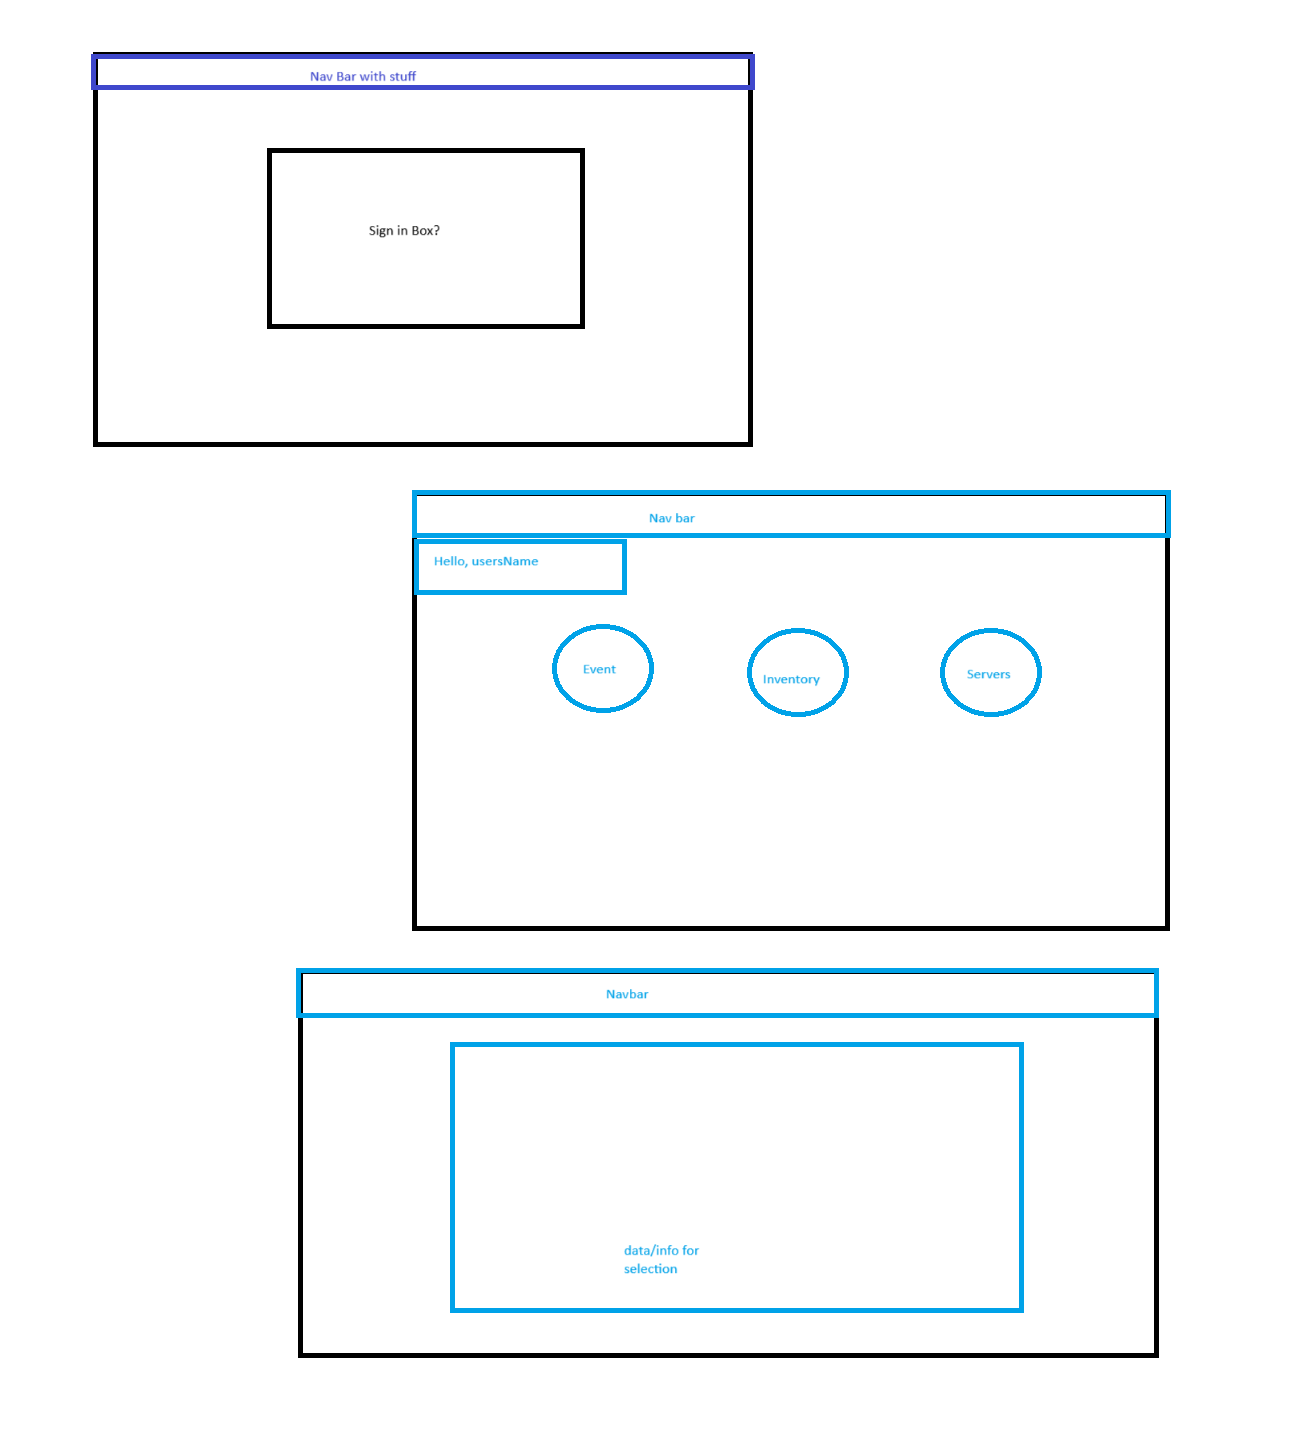 Nav Bar with stuff
Sign in Box?
Nav bar
Hello, usersName
Event
Inventory
Servers
Navbar
data/info for
selection